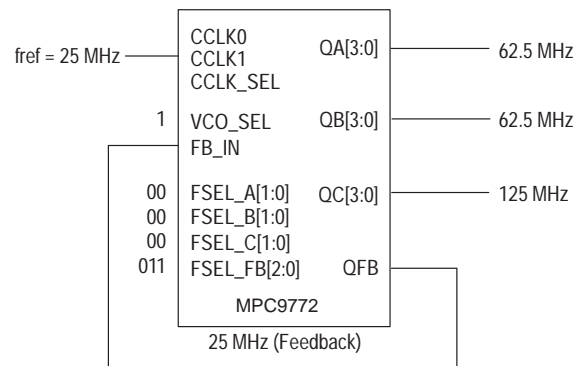 CCLK0
fref = 25 MHz
CCLK1
CCLK_SEL
QA[3:0]
62.5 MHz
1
VCO_SEL
QB[3:0]
62.5 MHz
FB_IN
00
FSEL_A[1:0]
QC[3:0]
125 MHz
00
FSEL_B[1:0]
00
FSEL_C[1:0]
011
FSEL_FB[2:0]
QFB
MPC9772
25 MHz (Feedback)